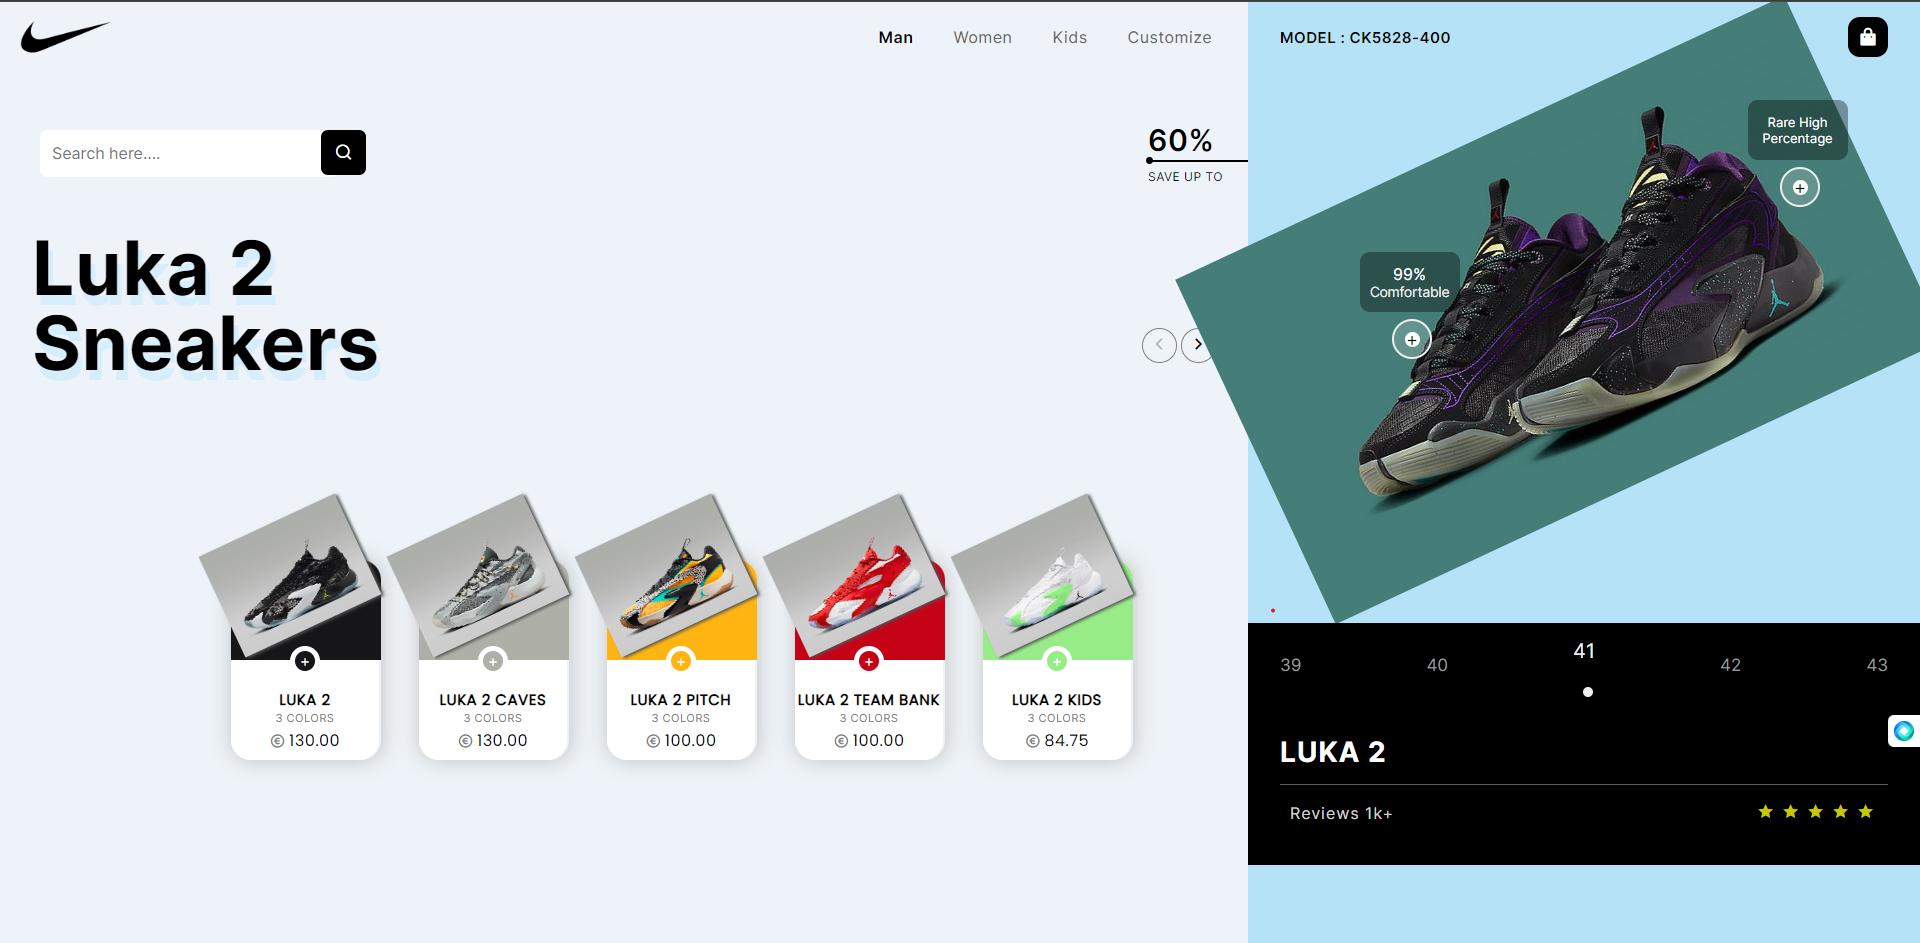 Man Women Kids Customize
MODEL : CK5828-400
Search here....
60%
SAVE UP TO
Rare High
Percentage
Luka 2
Sneakers
99%
Comfortable
LUKA 2
3 COLORS
€ 130.00
LUKA 2 CAVES
3 COLORS
€ 130.00
LUKA 2 PITCH
3 COLORS
€ 100.00
LUKA 2 TEAM BANK
3 COLORS
€ 100.00
LUKA 2 KIDS
3 COLORS
€ 84.75
39 40 41 42 43
LUKA 2
Reviews 1k+